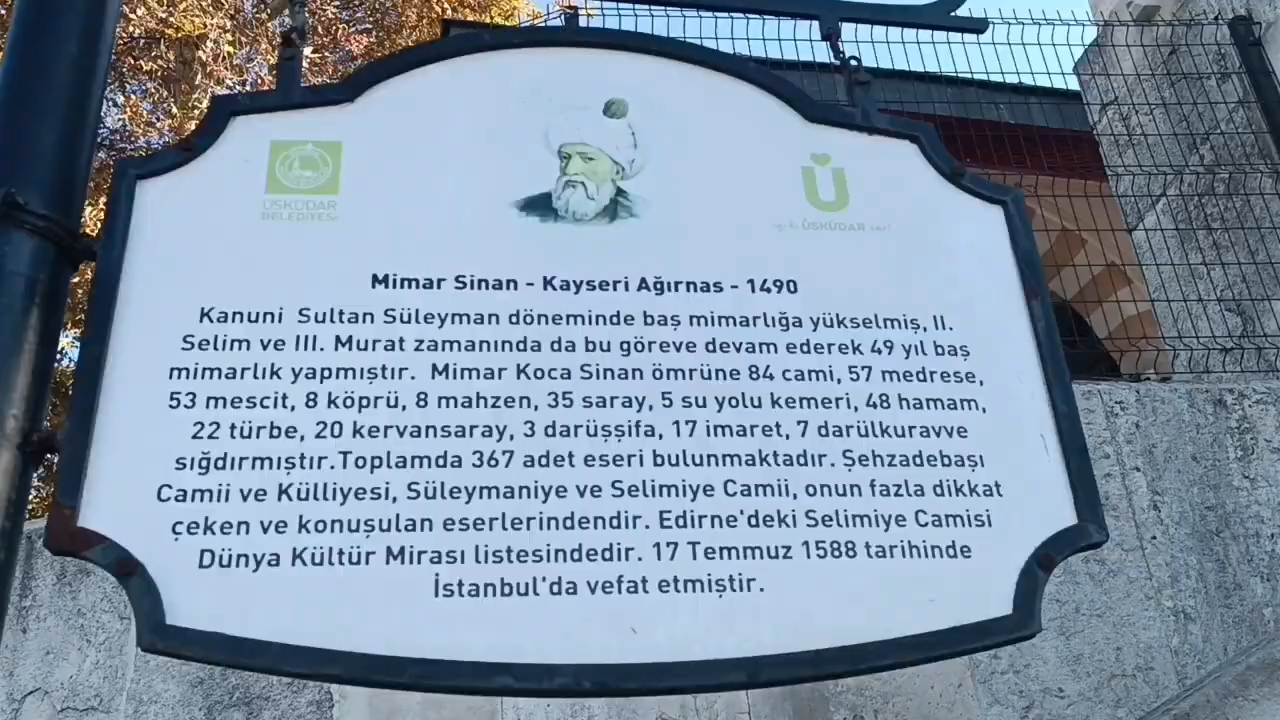 ÜSKÜDAR
BELEDİYESİ
Ü
ÜSKÜDAR
Mimar Sinan - Kayseri Ağırnas - 1490
Kanuni Sultan Süleyman döneminde baş mimarlığa yükselmiş, II.
Selim ve III. Murat zamanında da bu göreve devam ederek 49 yıl baş
mimarlık yapmıştır. Mimar Koca Sinan ömrüne 84 cami, 57 medrese,
53 mescit, 8 köprü, 8 mahzen, 35 saray, 5 su yolu kemeri, 48 hamam,
22 türbe, 20 kervansaray, 3 darüşşifa, 17 imaret, 7 darülkuravve
sığdırmıştır.Toplamda 367 adet eseri bulunmaktadır. Şehzadebaşı
Camii ve Külliyesi, Süleymaniye ve Selimiye Camii, onun fazla dikkat
çeken ve konuşulan eserlerindendir. Edirne'deki Selimiye Camisi
Dünya Kültür Mirası listesindedir. 17 Temmuz 1588 tarihinde
İstanbul'da vefat etmiştir.